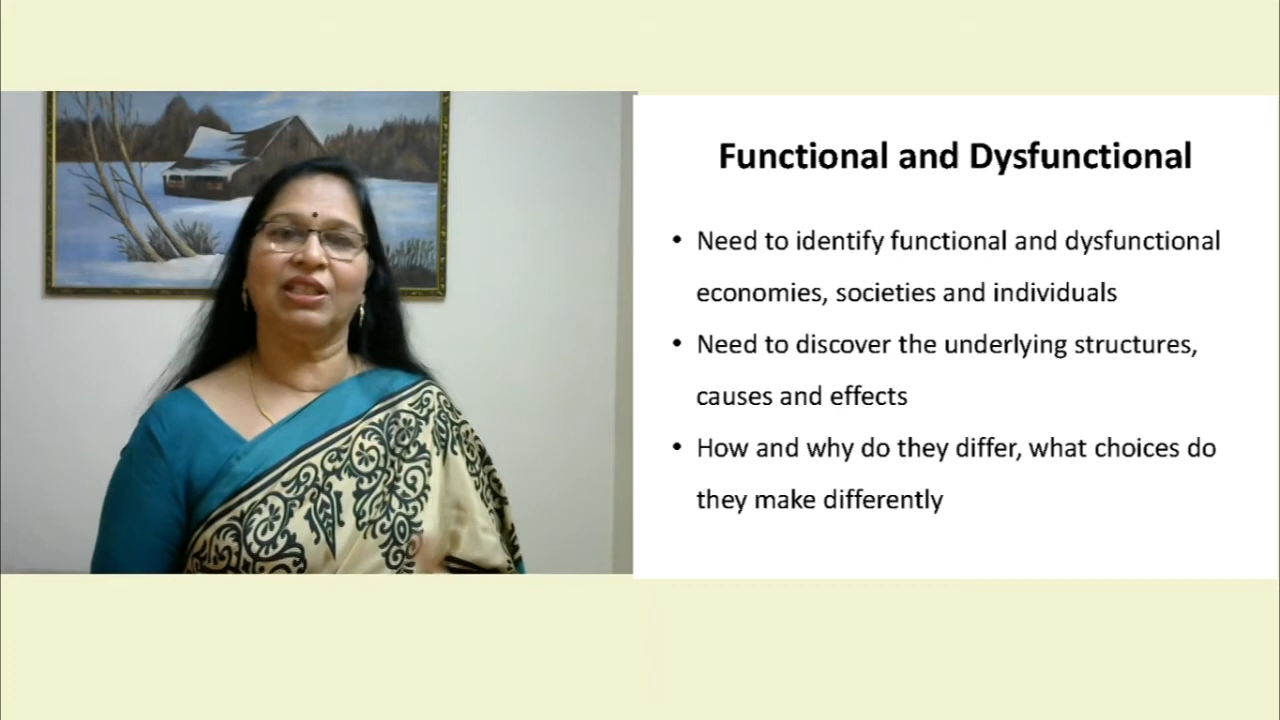 Functional and Dysfunctional
• Need to identify functional and dysfunctional
economies, societies and individuals
• Need to discover the underlying structures,
causes and effects
• How and why do they differ, what choices do
they make differently